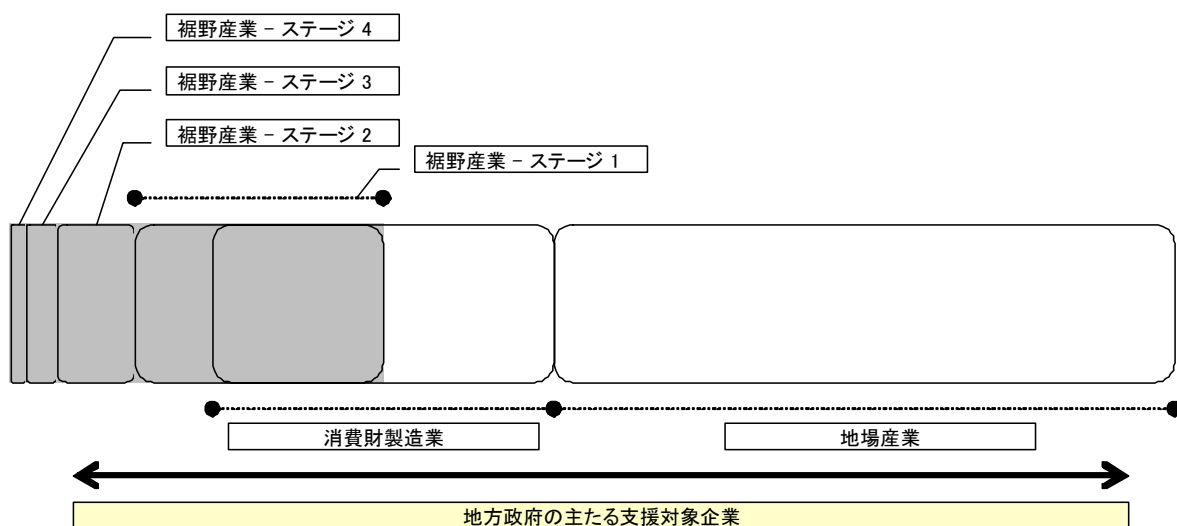 裾野産業 − ステージ 4
裾野産業 − ステージ 3
裾野産業 − ステージ 2
裾野産業 − ステージ 1
消費財製造業
地場産業
地方政府の主たる支援対象企業